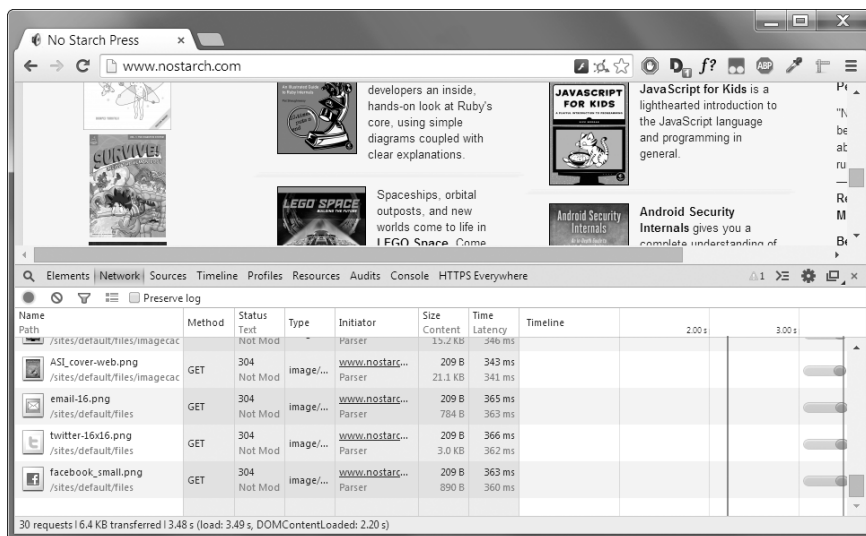 No Starch Press
www.nostarch.com
developers an inside,
hands-on look at Ruby's
core, using simple
diagrams coupled with
clear explanations.
JAVASCRIPT
FOR KIDS
JavaScript for Kids is a
lighthearted introduction to
the JavaScript language
and programming in
general.
SURVIVE!
LEGO SPACE
BUILDING THE FUTURE
Spaceships, orbital
outposts, and new
worlds come to life in
LEGO Space. Come
Android Security
Internals
Android Security
Internals gives you a
complete understanding of
"N
be
ab
ru
—
Re
M
Be
Elements Network Sources Timeline Profiles Resources Audits Console HTTPS Everywhere
1
Preserve log
Name Method Status Type Initiator Size Time Timeline
Path Text Content Latency 2.00 s 3.00 s
/sites/default/files/imagecac Not Mod Parser 15.2 KB 346 ms
ASI_cover-web.png GET 304 image/... www.nostarc... 209 B 343 ms
/sites/default/files/imagecac Not Mod Parser 21.1 KB 341 ms
email-16.png GET 304 image/... www.nostarc... 209 B 365 ms
/sites/default/files Not Mod Parser 784 B 363 ms
twitter-16x16.png GET 304 image/... www.nostarc... 209 B 366 ms
/sites/default/files Not Mod Parser 3.0 KB 362 ms
facebook_small.png GET 304 image/... www.nostarc... 209 B 363 ms
/sites/default/files Not Mod Parser 890 B 360 ms
30 requests | 6.4 KB transferred | 3.48 s (load: 3.49 s, DOMContentLoaded: 2.20 s)